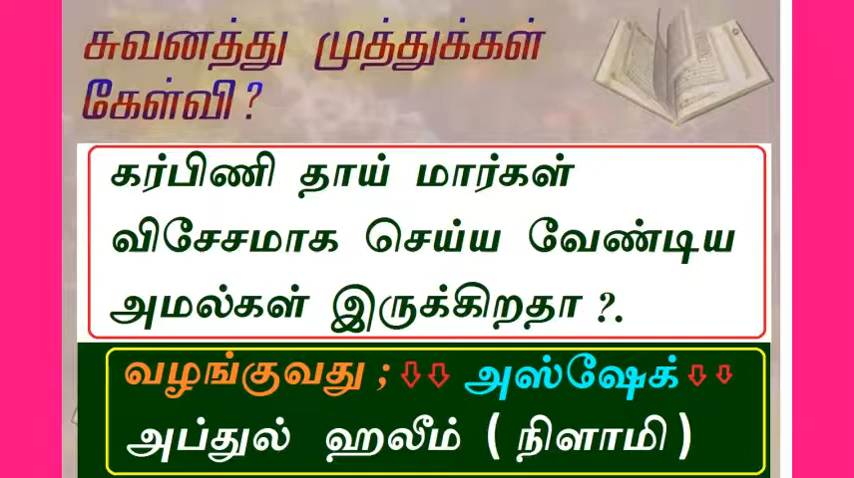 சுவனத்து முத்துக்கள்
கேள்வி?
கர்பிணி தாய் மார்கள்
விசேசமாக செய்ய வேண்டிய
அமல்கள் இருக்கிறதா ?.
வழங்குவது ; அஸ்ஷேக்
அப்துல் ஹலீம் ( நிளாமி )